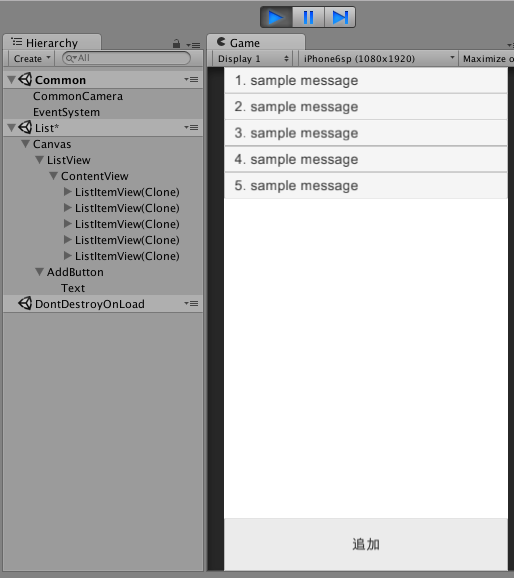 Hierarchy
Create
All
Common
CommonCamera
EventSystem
List*
Canvas
ListView
ContentView
ListItemView(Clone)
ListItemView(Clone)
ListItemView(Clone)
ListItemView(Clone)
ListItemView(Clone)
AddButton
Text
DontDestroyOnLoad
Game
Display 1
iPhone6sp (1080x1920)
Maximize o
1. sample message
2. sample message
3. sample message
4. sample message
5. sample message
追加